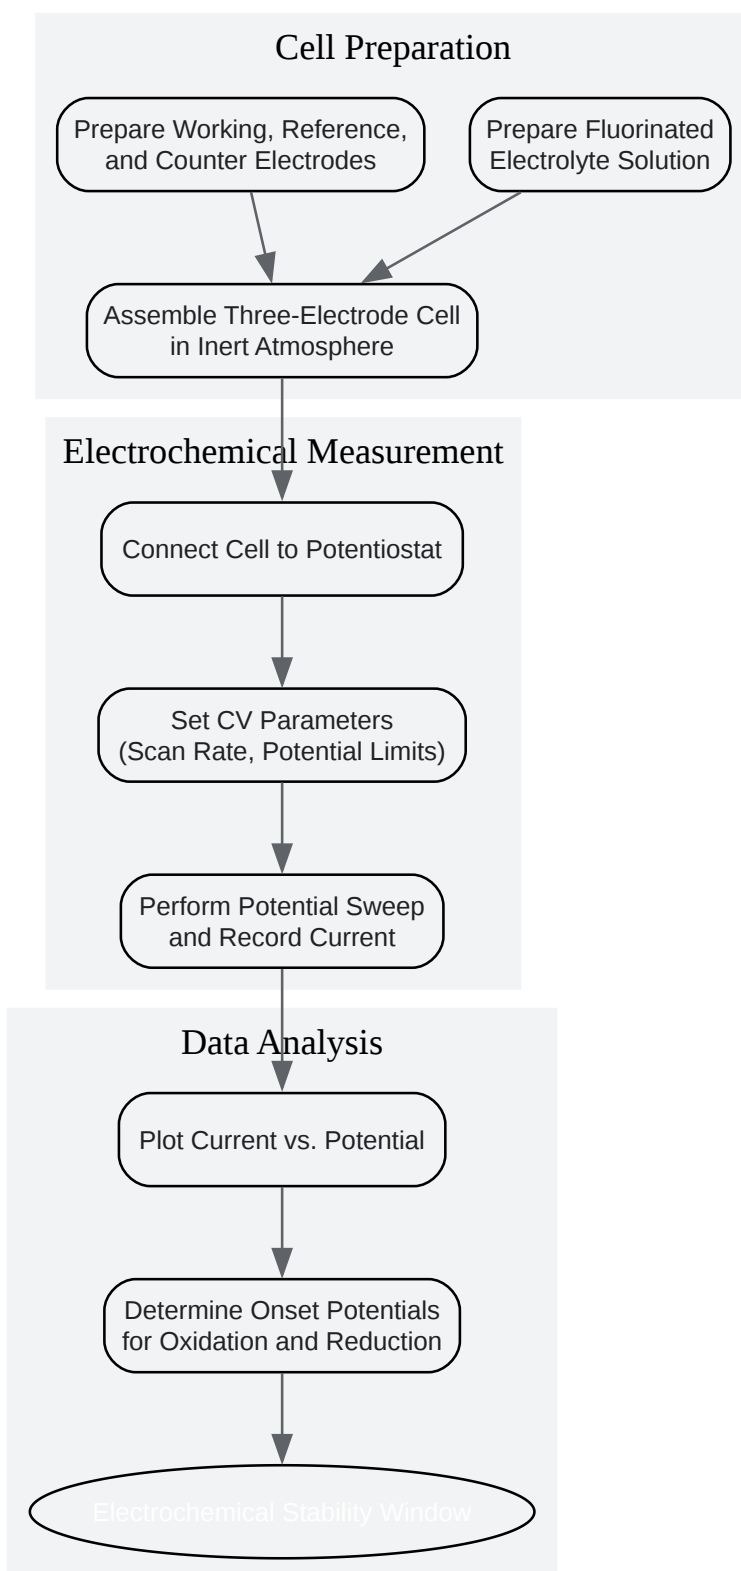 Cell Preparation
Prepare Working, Reference,
and Counter Electrodes
Prepare Fluorinated
Electrolyte Solution
Assemble Three-Electrode Cell
in Inert Atmosphere
Electrochemical Measurement
Connect Cell to Potentiostat
Set CV Parameters
(Scan Rate, Potential Limits)
Perform Potential Sweep
and Record Current
Data Analysis
Plot Current vs. Potential
Determine Onset Potentials
for Oxidation and Reduction
Electrochemical Stability Window